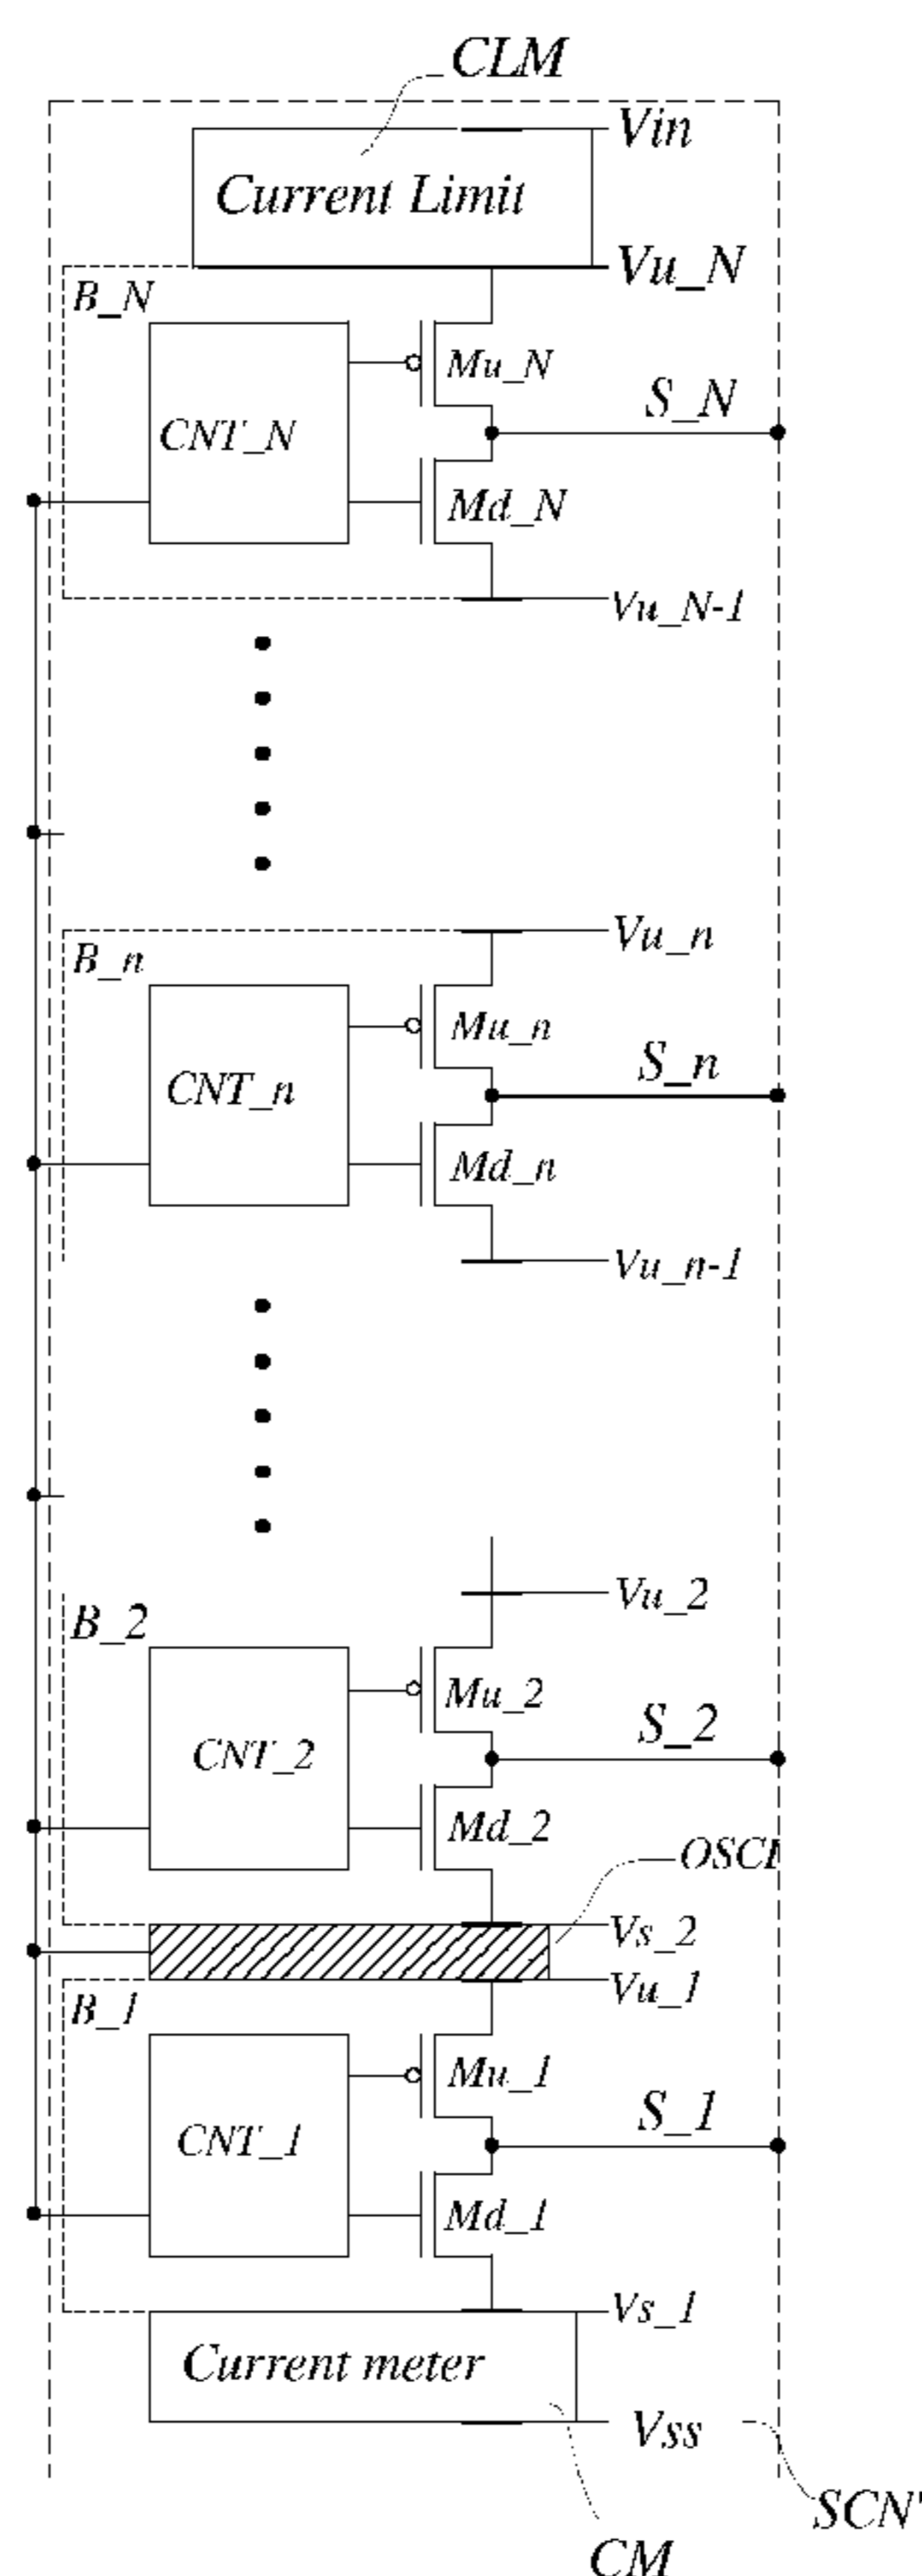 CLM
Vin
Current Limit
Vu_N
B_N
Mu_N
S_N
CNT_N
Md_N
Vu_N-1
Vu_n
B_n
Mu_n
S_n
CNT_n
Md_n
Vu_n-1
Vu_2
B_2
Mu_2
S_2
CNT_2
Md_2
OSCI
Vs_2
Vu_1
B_1
Mu_1
S_1
CNT_1
Md_1
Vs_1
Current meter
Vss
SCN'
CM